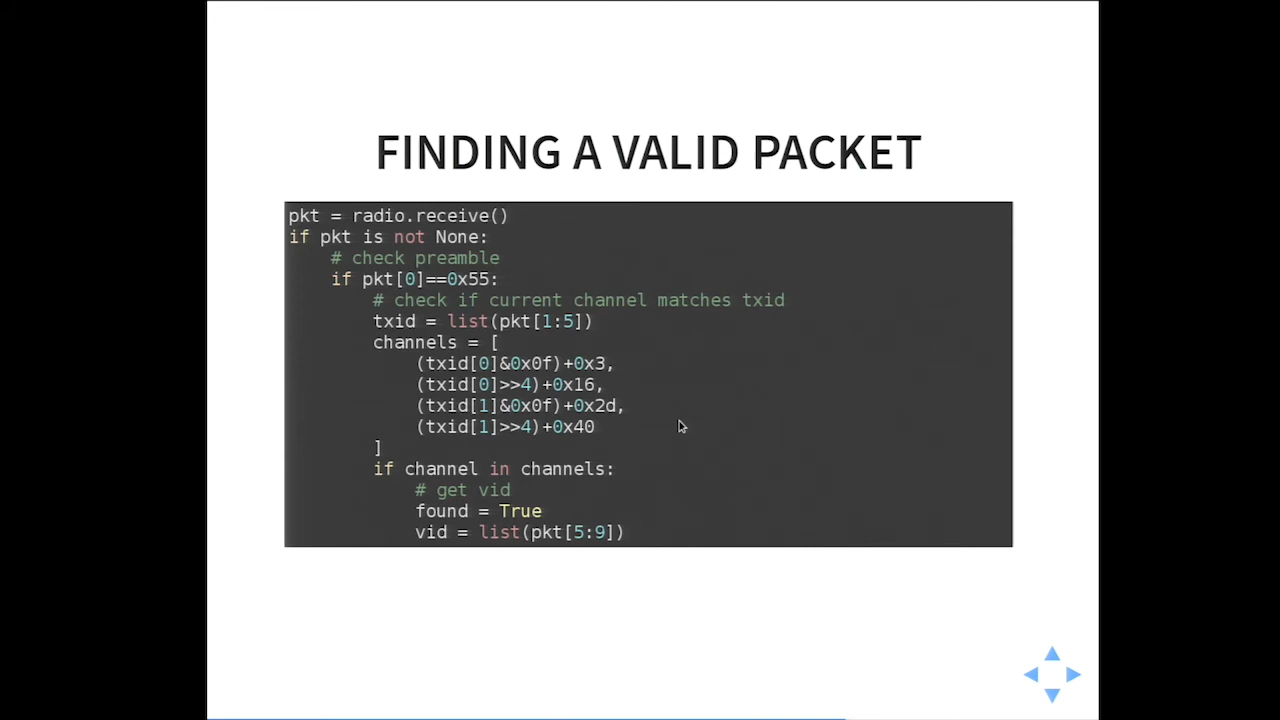 FINDING A VALID PACKET
pkt = radio.receive()
if pkt is not None:
    # check preamble
    if pkt[0]==0x55:
        # check if current channel matches txid
        txid = list(pkt[1:5])
        channels = [
            (txid[0]&0x0f)+0x3,
            (txid[0]>>4)+0x16,
            (txid[1]&0x0f)+0x2d,
            (txid[1]>>4)+0x40
        ]
        if channel in channels:
            # get vid
            found = True
            vid = list(pkt[5:9])